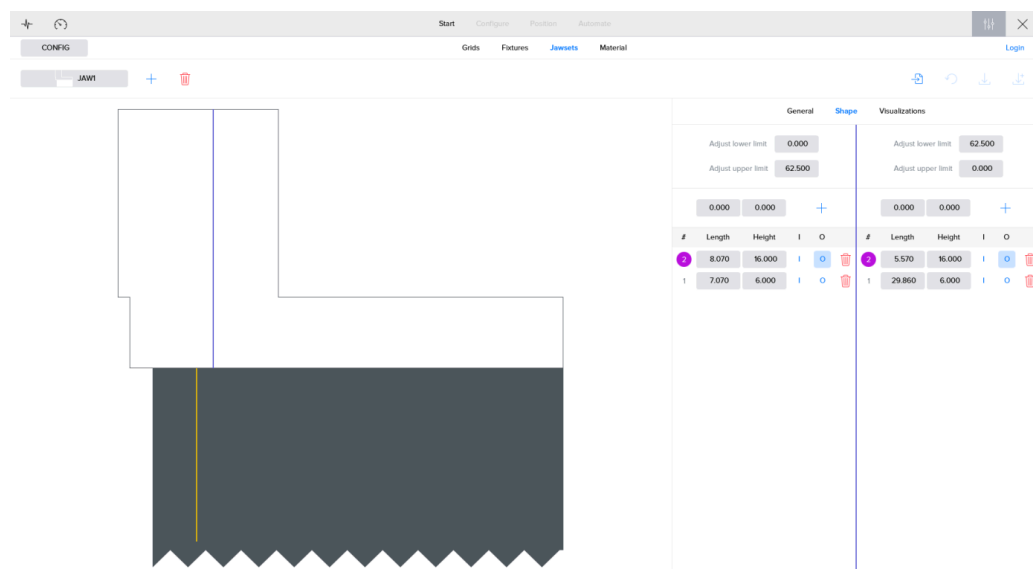 Start Configure Position Automate
CONFIG Grids Fixtures Jawsets Material Login
JAW1
General Shape Visualizations
Adjust lower limit 0.000 Adjust lower limit 62.500
Adjust upper limit 62.500 Adjust upper limit 0.000
0.000 0.000 0.000 0.000
# Length Height I O # Length Height I O
2 8.070 16.000 I O 2 5.570 16.000 I O
1 7.070 6.000 I O 1 29.860 6.000 I O